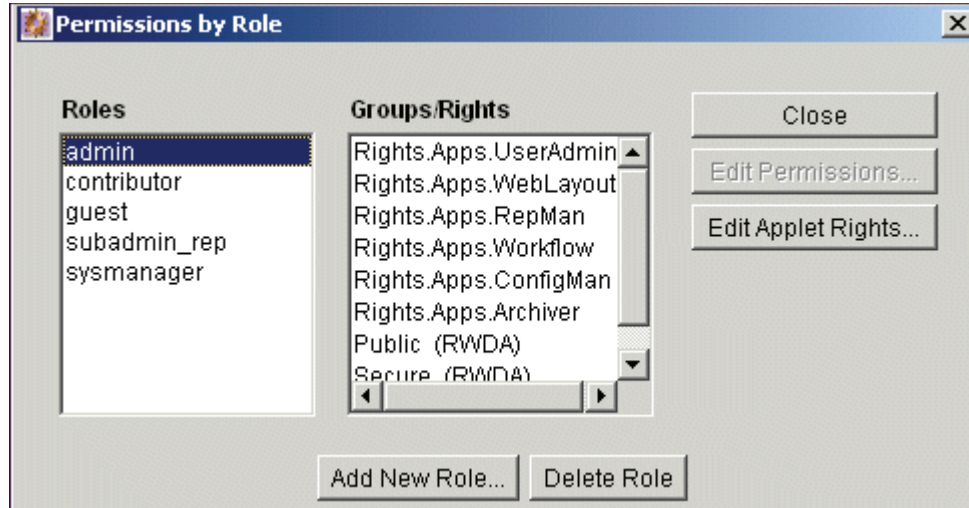 Permissions by Role
Roles
admin
contributor
guest
subadmin_rep
sysmanager
Groups/Rights
Rights.Apps.UserAdmin
Rights.Apps.WebLayout
Rights.Apps.RepMan
Rights.Apps.Workflow
Rights.Apps.ConfigMan
Rights.Apps.Archiver
Public (RWDA)
Secure (RWDA)
Close
Edit Permissions...
Edit Applet Rights...
Add New Role...
Delete Role